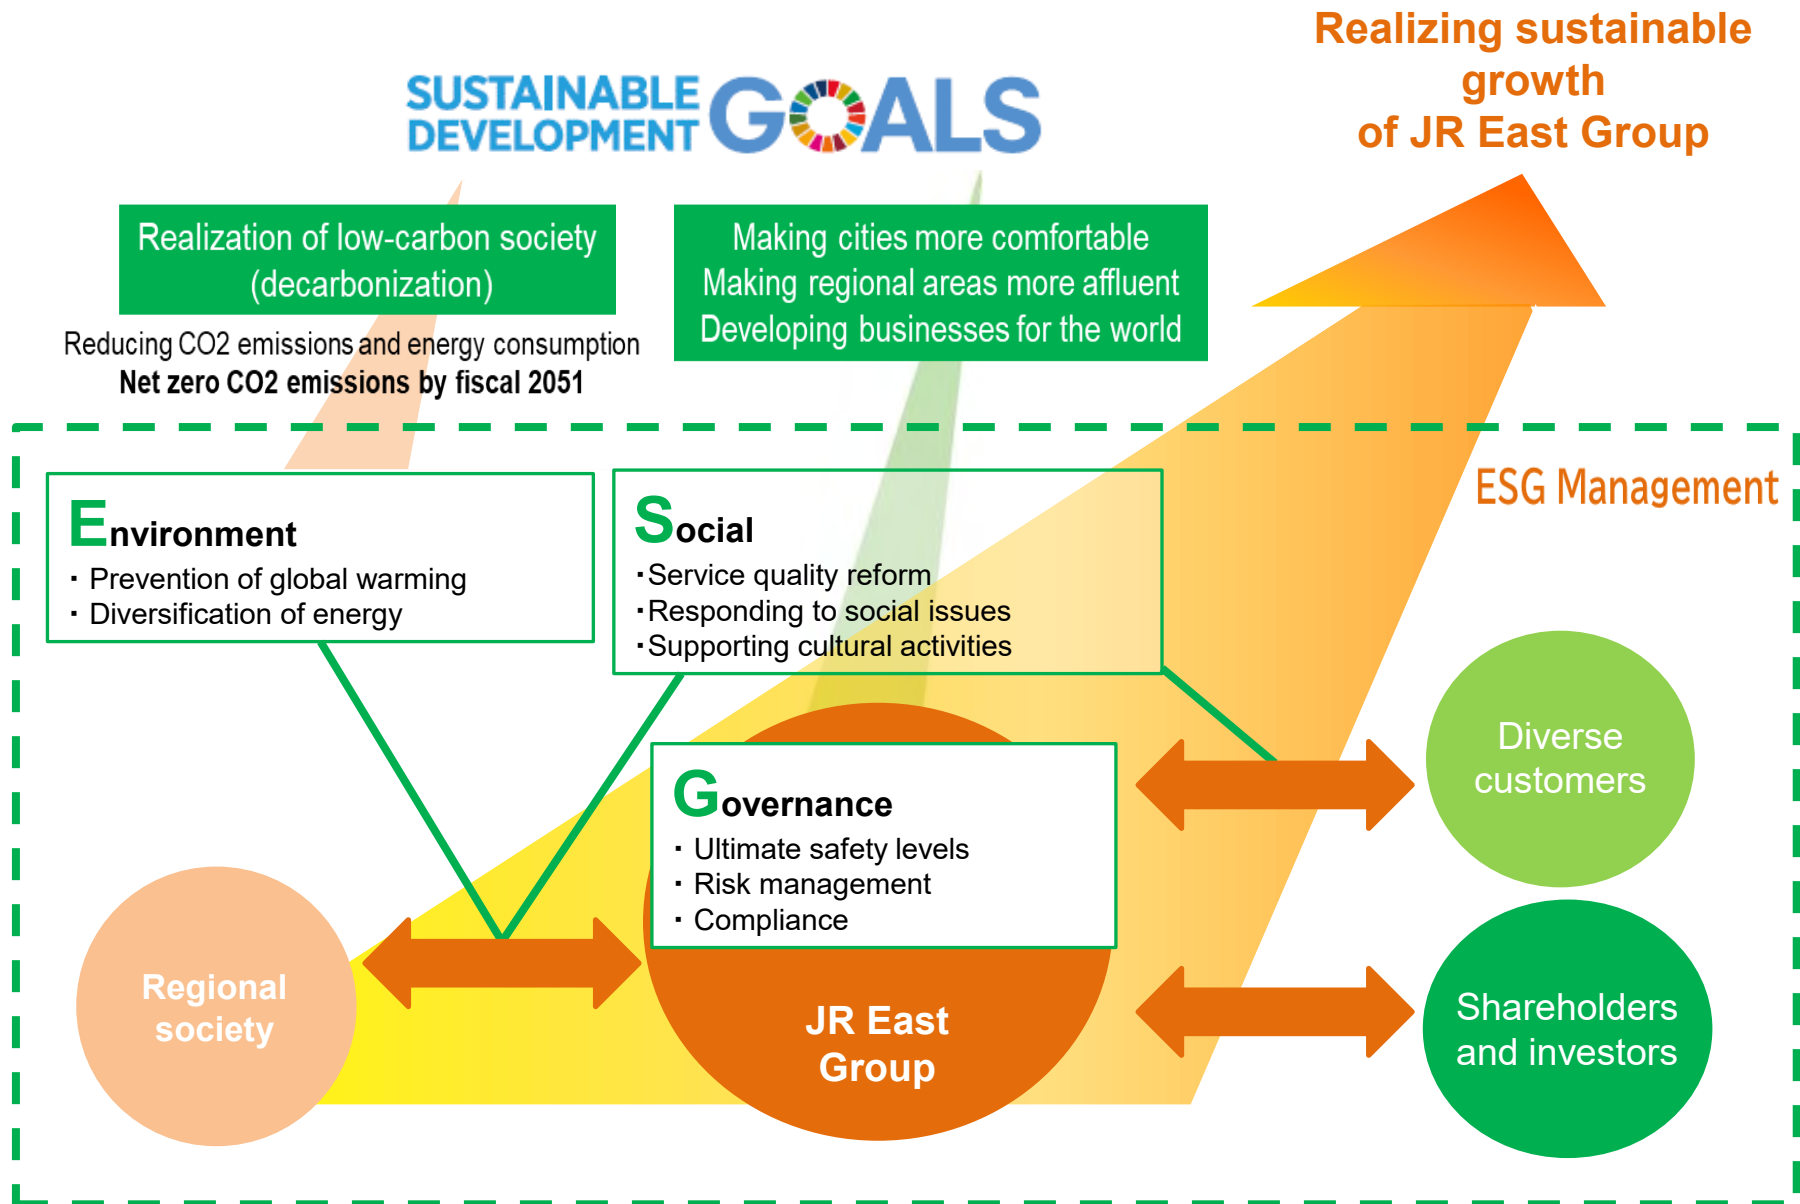 Realizing sustainable
growth
of JR East Group
SUSTAINABLE
DEVELOPMENT
GOALS
Realization of low-carbon society
(decarbonization)
Reducing CO2 emissions and energy consumption
Net zero CO2 emissions by fiscal 2051
Making cities more comfortable
Making regional areas more affluent
Developing businesses for the world
ESG Management
Environment
・ Prevention of global warming
・ Diversification of energy
Social
・Service quality reform
・Responding to social issues
・Supporting cultural activities
Governance
・ Ultimate safety levels
・ Risk management
・ Compliance
Diverse
customers
Regional
society
JR East
Group
Shareholders
and investors